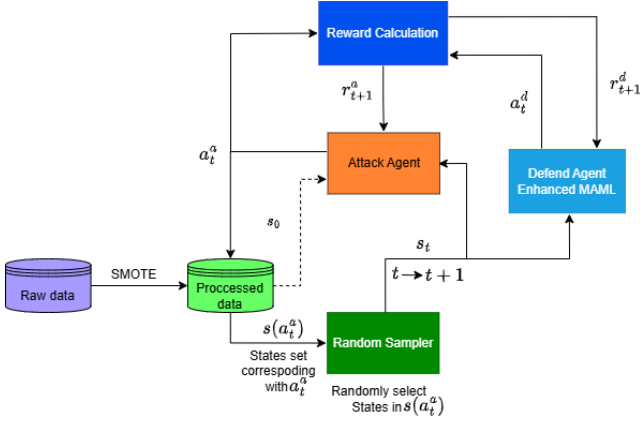 Reward Calculation
$r^a_{t+1}$
$a^d_t$
$r^d_{t+1}$
$a^a_t$
Attack Agent
Defend Agent
Enhanced MAML
$s_0$
$s_t$
$t \rightarrow t+1$
SMOTE
Raw data
Proccessed
data
$s(a^a_t)$
States set
correspoding
with $a^a_t$
Random Sampler
Randomly select
States in $s(a^a_t)$